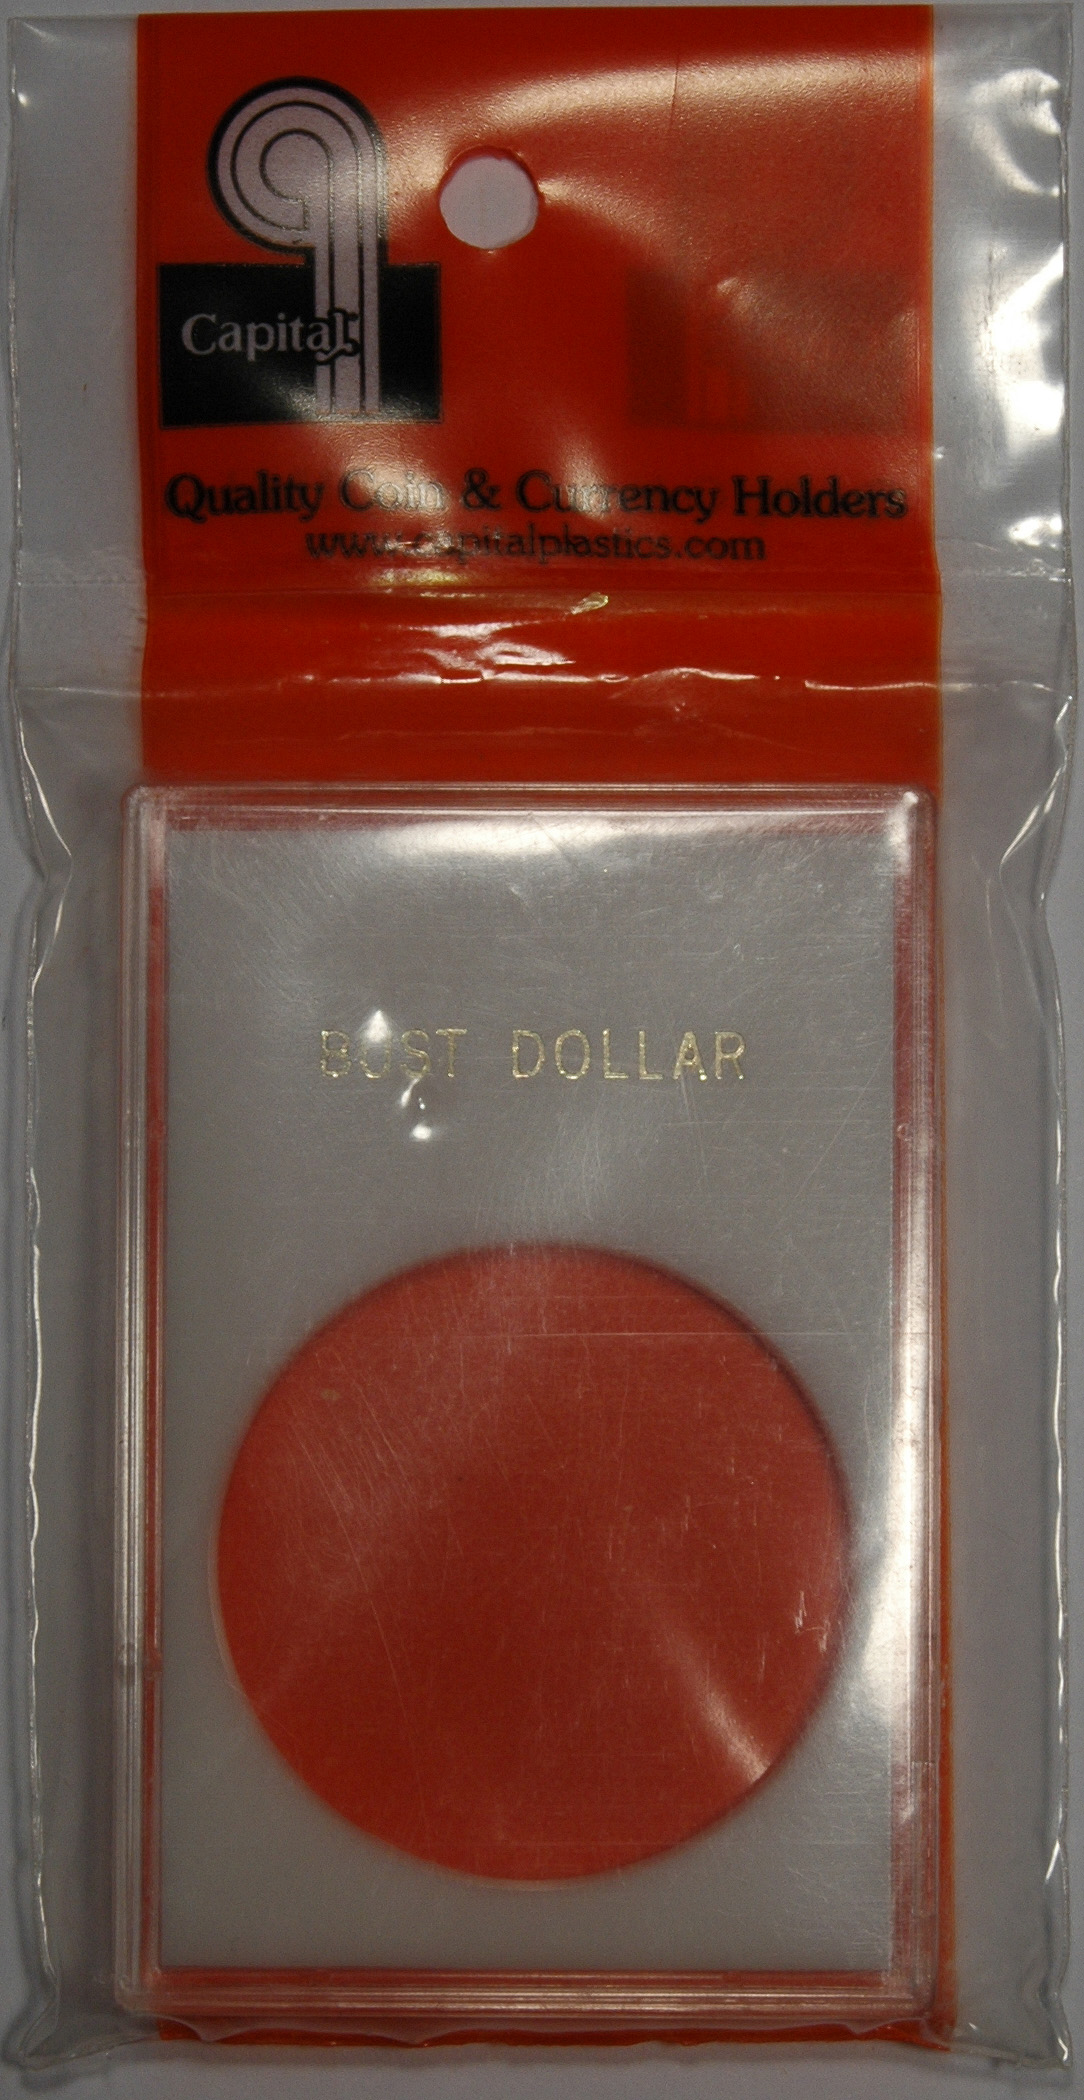 Capital
Quality Coin & Currency Holders
www.capitalplastics.com
BUST DOLLAR